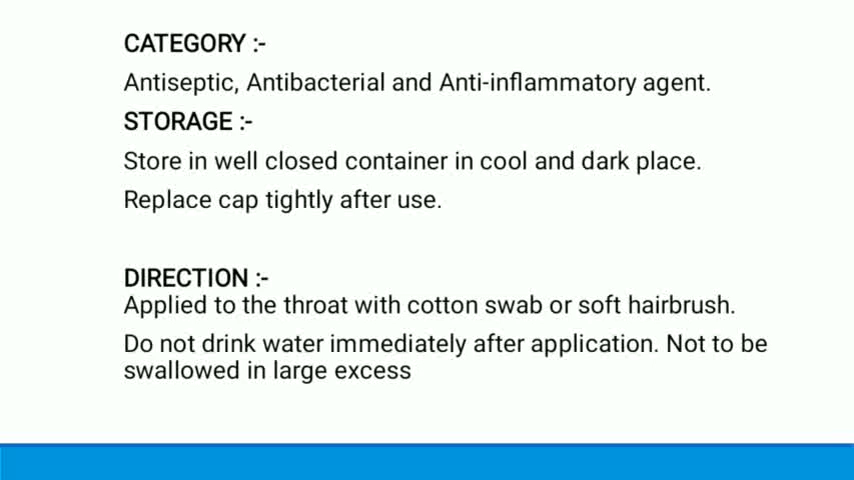 CATEGORY :-
Antiseptic, Antibacterial and Anti-inflammatory agent.
STORAGE :-
Store in well closed container in cool and dark place.
Replace cap tightly after use.
DIRECTION :-
Applied to the throat with cotton swab or soft hairbrush.
Do not drink water immediately after application. Not to be
swallowed in large excess